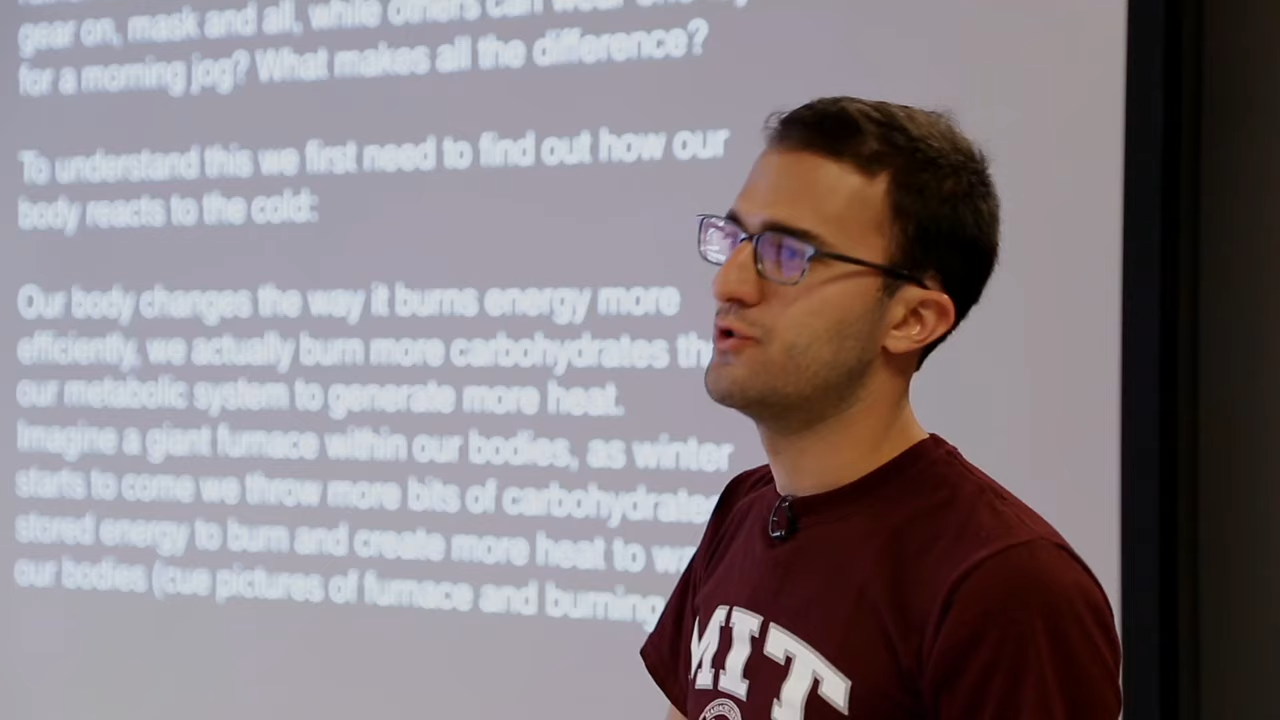 gear on, mask and all, while others can wear
for a morning jog? What makes all the difference?
To understand this we first need to find out how our
body reacts to the cold:
Our body changes the way it burns energy more
efficiently, we actually burn more carbohydrates
our metabolic system to generate more heat.
Imagine a giant furnace within our bodies, as winter
starts to come we throw more bits of carbohydrates
stored energy to burn and create more heat to
our bodies (cue pictures of furnace and burning
MIT